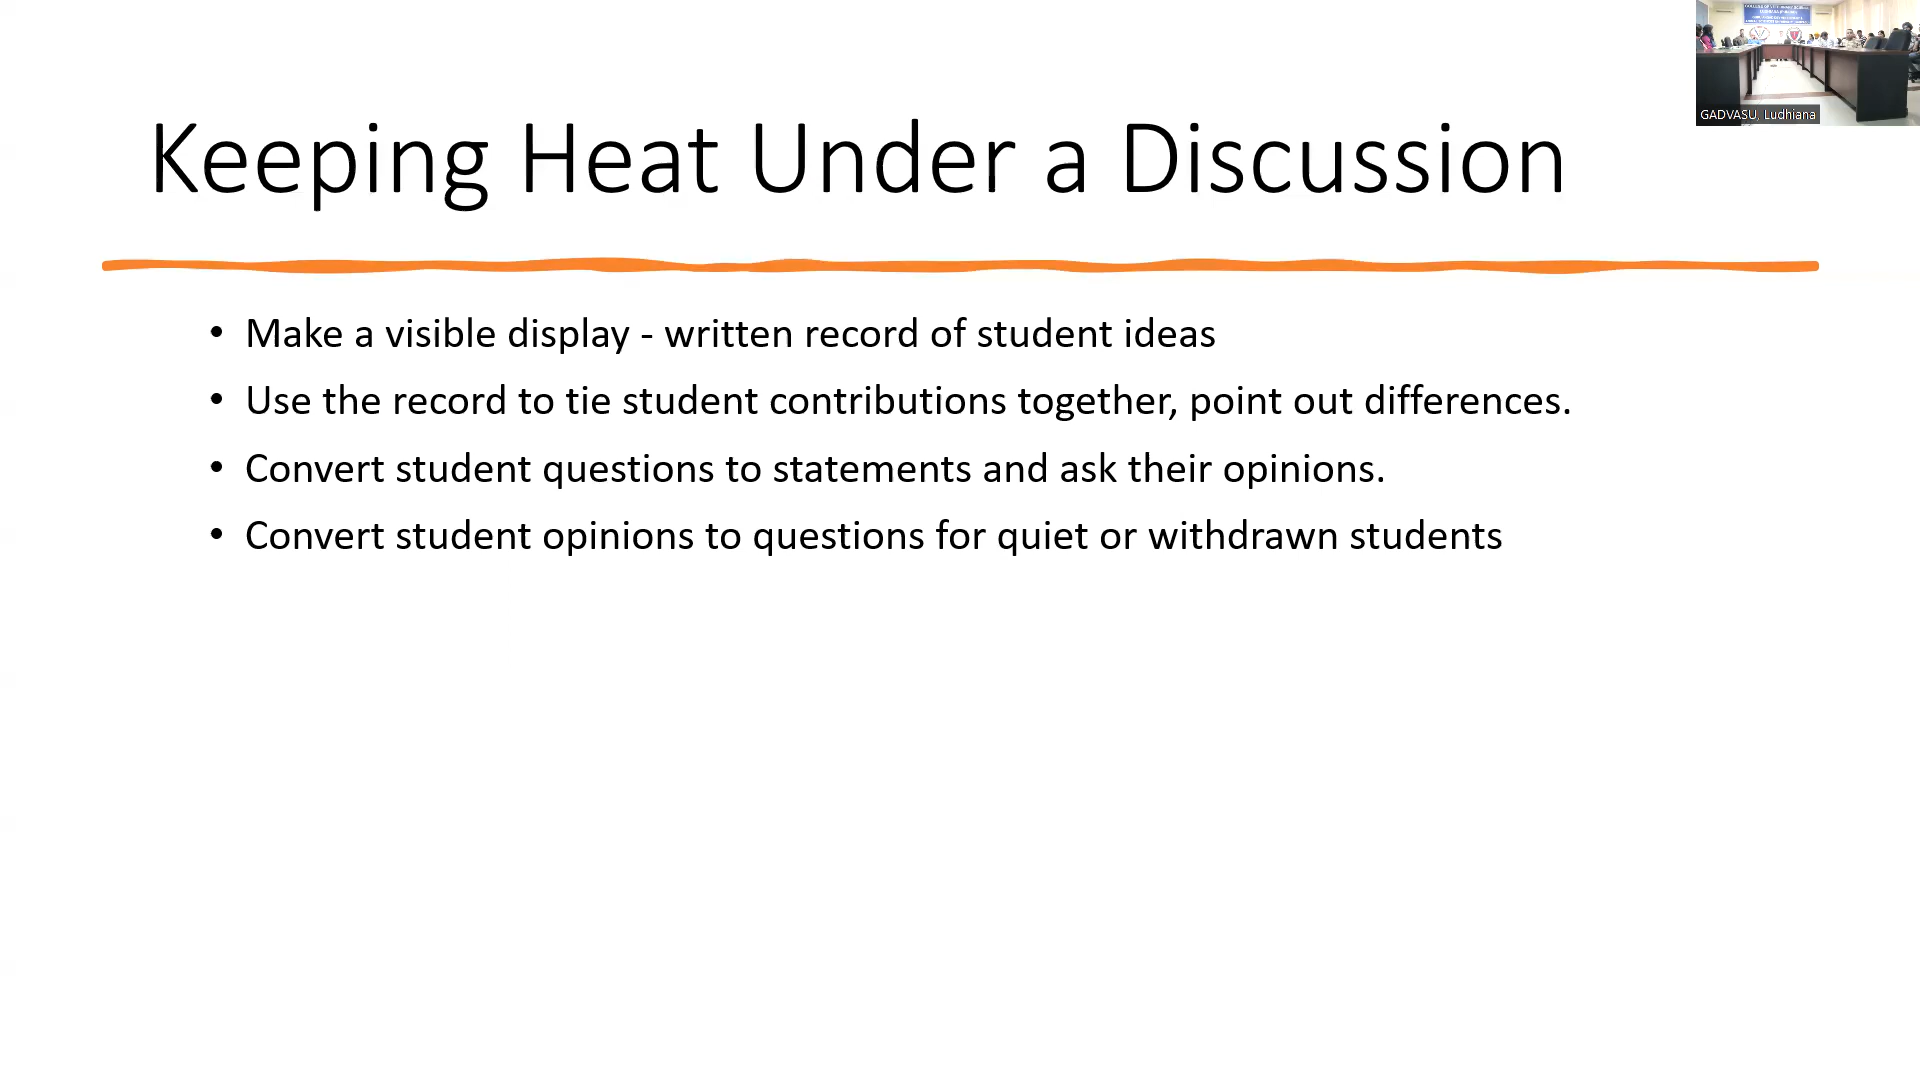 GADVASU, Ludhiana
Keeping Heat Under a Discussion
• Make a visible display - written record of student ideas
• Use the record to tie student contributions together, point out differences.
• Convert student questions to statements and ask their opinions.
• Convert student opinions to questions for quiet or withdrawn students